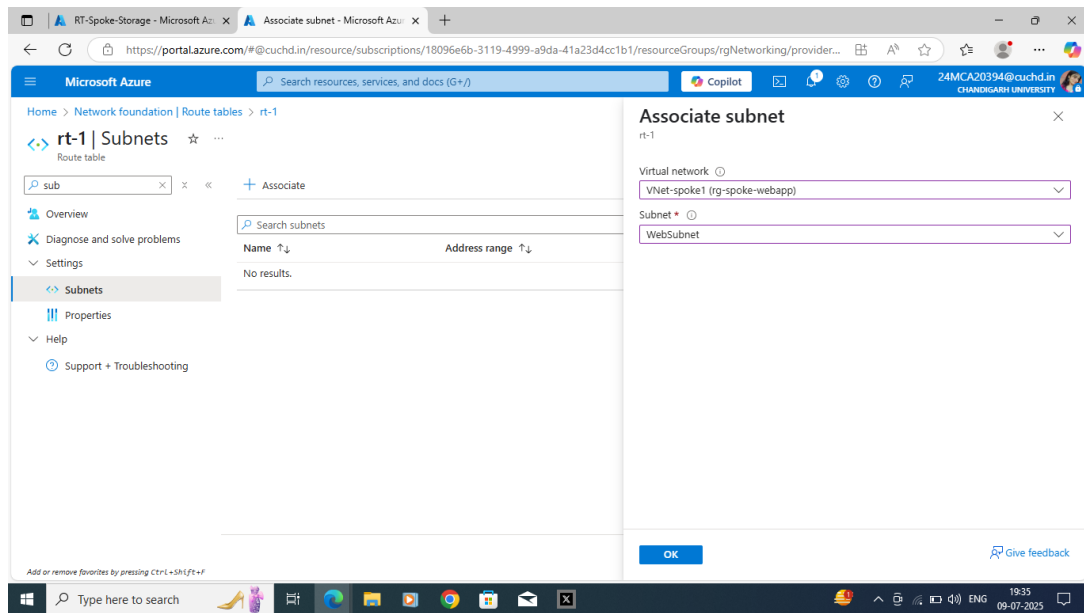 RT-Spoke-Storage - Microsoft Az
Associate subnet - Microsoft Azu
https://portal.azure.com/#@cuchd.in/resource/subscriptions/18096e6b-3119-4999-a9da-41a23d4cc1b1/resourceGroups/rgNetworking/provider...
Microsoft Azure
Search resources, services, and docs (G+/)
Copilot
1
24MCA20394@cuchd.in
CHANDIGARH UNIVERSITY
Home > Network foundation | Route tables > rt-1
rt-1 | Subnets
Route table
sub
Overview
Diagnose and solve problems
Settings
Subnets
Properties
Help
Support + Troubleshooting
Add or remove favorites by pressing Ctrl+Shift+F
+ Associate
Search subnets
Name ↑↓ Address range ↑↓
No results.
Associate subnet
rt-1
Virtual network
VNet-spoke1 (rg-spoke-webapp)
Subnet *
WebSubnet
OK
Give feedback
Type here to search
ENG
19:35
09-07-2025